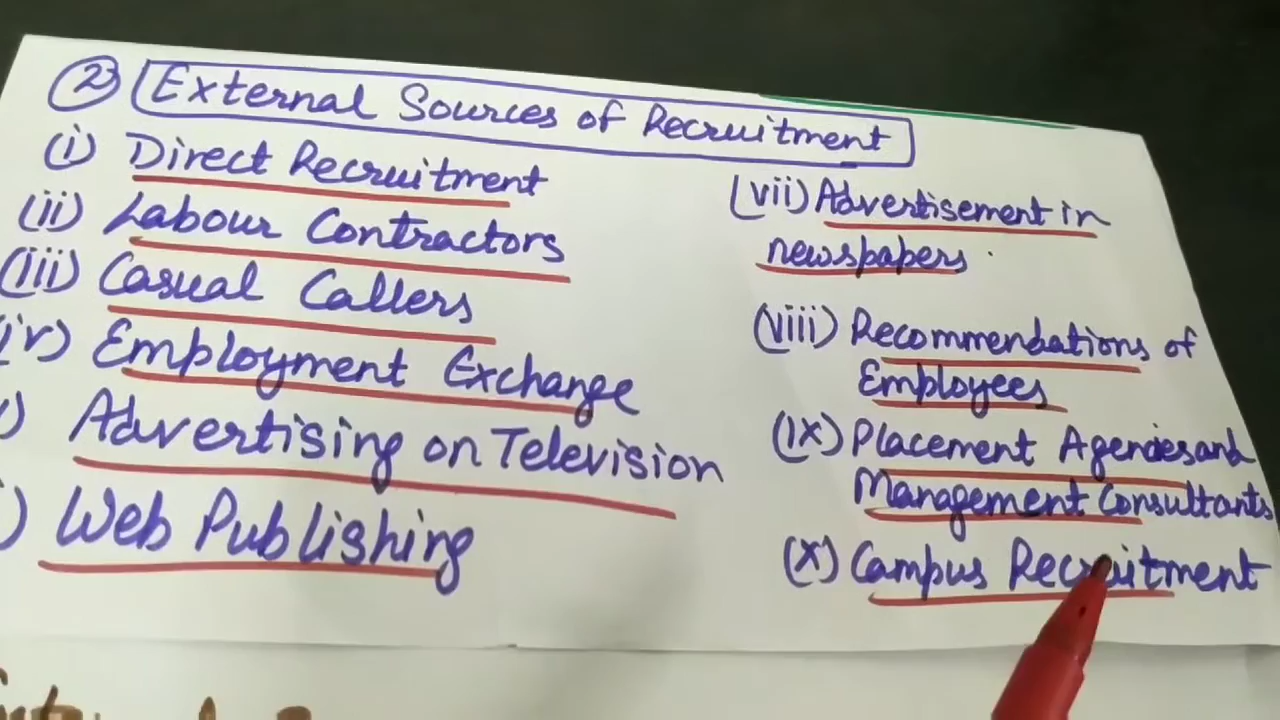 ② External Sources of Recruitment
(i) Direct Recruitment
(ii) Labour Contractors
(iii) Casual Callers
iv) Employment Exchange
) Advertising on Television
) Web Publishing
(vii) Advertisement in
newspapers
(viii) Recommendations of
Employees
(ix) Placement Agencies and
Management Consultants
(x) Campus Recruitment